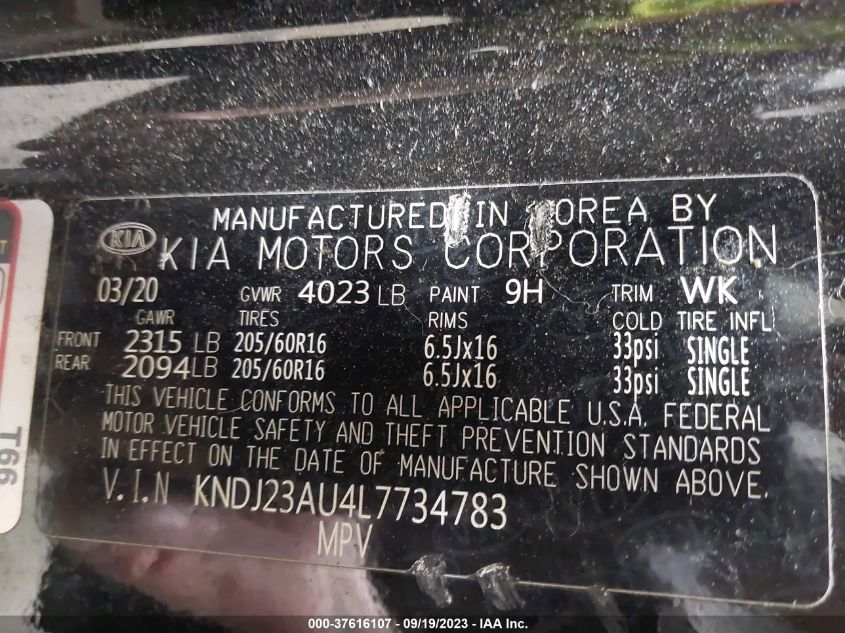 MANUFACTURED IN KOREA BY
KIA KIA MOTORS CORPORATION
03/20 GVWR 4023 LB PAINT 9H TRIM WK
GAWR TIRES RIMS COLD TIRE INFL
FRONT 2315 LB 205/60R16 6.5Jx16 33psi SINGLE
REAR 2094 LB 205/60R16 6.5Jx16 33psi SINGLE
THIS VEHICLE CONFORMS TO ALL APPLICABLE U.S.A. FEDERAL
MOTOR VEHICLE SAFETY AND THEFT PREVENTION STANDARDS
IN EFFECT ON THE DATE OF MANUFACTURE SHOWN ABOVE.
V.I.N KNDJ23AU4L7734783
MPV
000-37616107 - 09/19/2023 - IAA Inc.